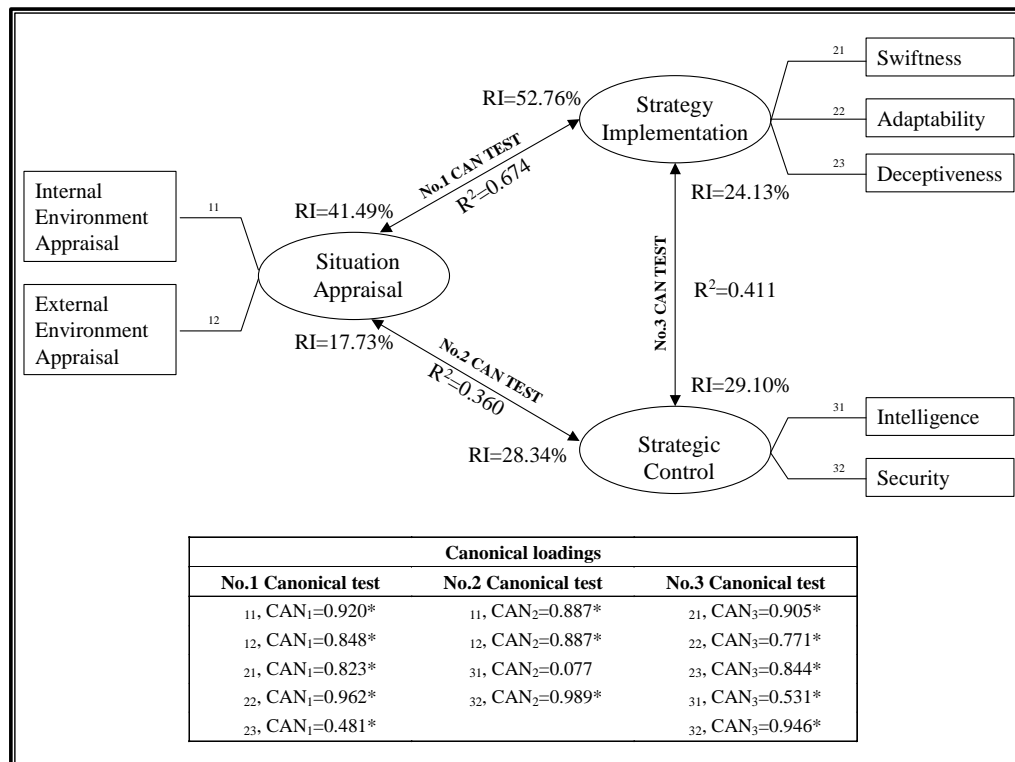 21
Swiftness
RI=52.76%
Strategy
Implementation
22
Adaptability
23
Deceptiveness
No.1 CAN TEST
R²=0.674
RI=24.13%
Internal
Environment
Appraisal
11
RI=41.49%
Situation
Appraisal
No.3 CAN TEST
R²=0.411
External
Environment
Appraisal
12
RI=17.73%
No.2 CAN TEST
R²=0.360
RI=29.10%
31
Intelligence
RI=28.34%
Strategic
Control
32
Security
Canonical loadings
No.1 Canonical test No.2 Canonical test No.3 Canonical test
₁₁, CAN₁=0.920* ₁₁, CAN₂=0.887* ₂₁, CAN₃=0.905*
₁₂, CAN₁=0.848* ₁₂, CAN₂=0.887* ₂₂, CAN₃=0.771*
₂₁, CAN₁=0.823* ₃₁, CAN₂=0.077 ₂₃, CAN₃=0.844*
₂₂, CAN₁=0.962* ₃₂, CAN₂=0.989* ₃₁, CAN₃=0.531*
₂₃, CAN₁=0.481* ₃₂, CAN₃=0.946*